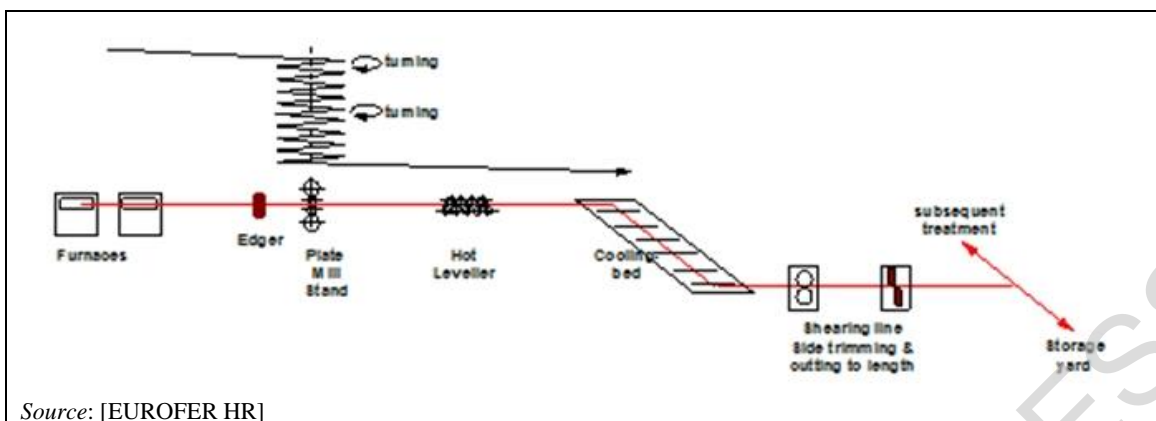 turning
turning
Furnaces
Edger
Plate
Mill
Stand
Hot
Leveller
Cooling
bed
subsequent
treatment
Shearing line
Side trimming &
cutting to length
Storage
yard
Source: [EUROFER HR]
ESS